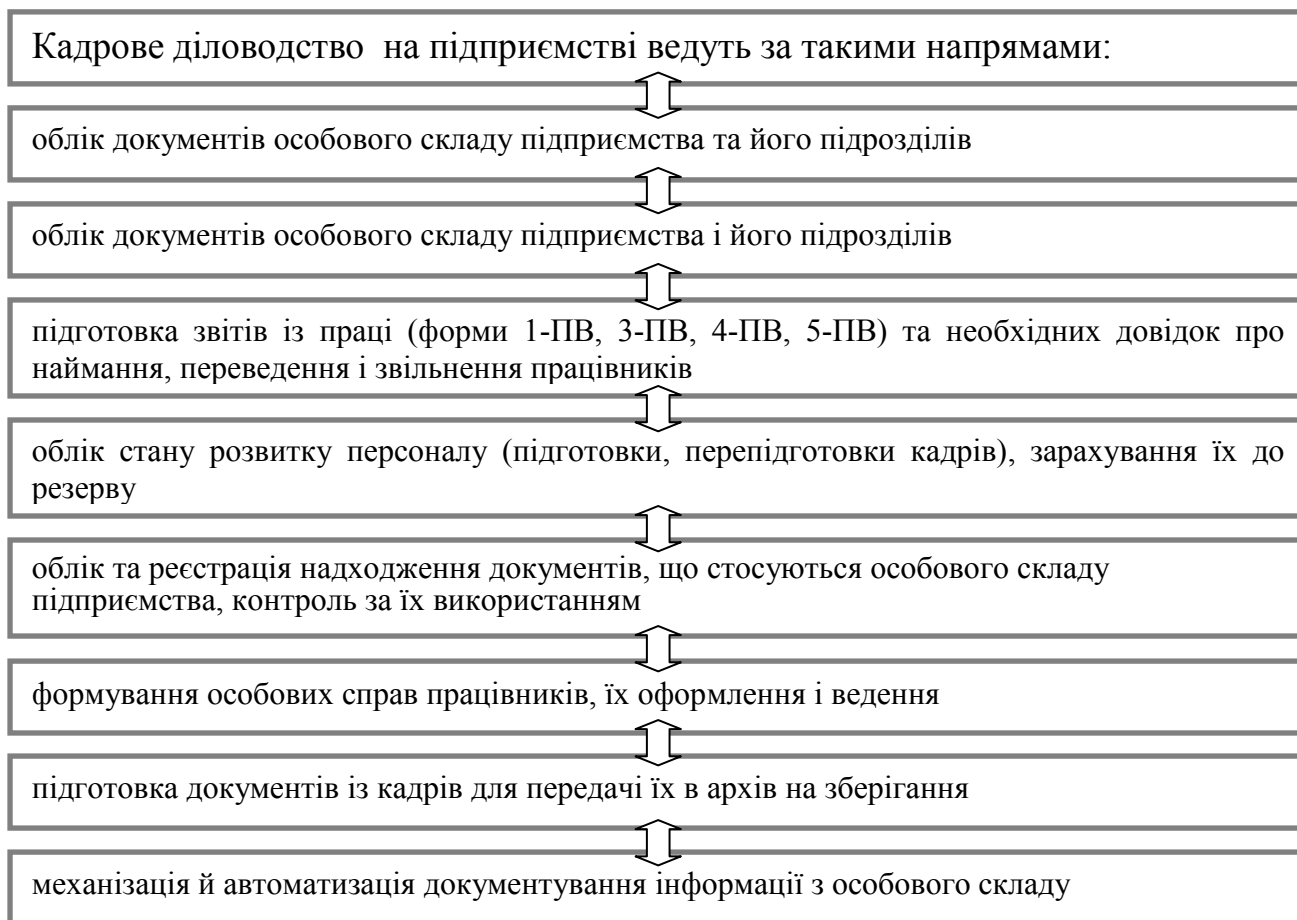 Кадрове діловодство на підприємстві ведуть за такими напрямами:
облік документів особового складу підприємства та його підрозділів
облік документів особового складу підприємства і його підрозділів
підготовка звітів із праці (форми 1-ПВ, 3-ПВ, 4-ПВ, 5-ПВ) та необхідних довідок про
наймання, переведення і звільнення працівників
облік стану розвитку персоналу (підготовки, перепідготовки кадрів), зарахування їх до
резерву
облік та реєстрація надходження документів, що стосуються особового складу
підприємства, контроль за їх використанням
формування особових справ працівників, їх оформлення і ведення
підготовка документів із кадрів для передачі їх в архів на зберігання
механізація й автоматизація документування інформації з особового складу